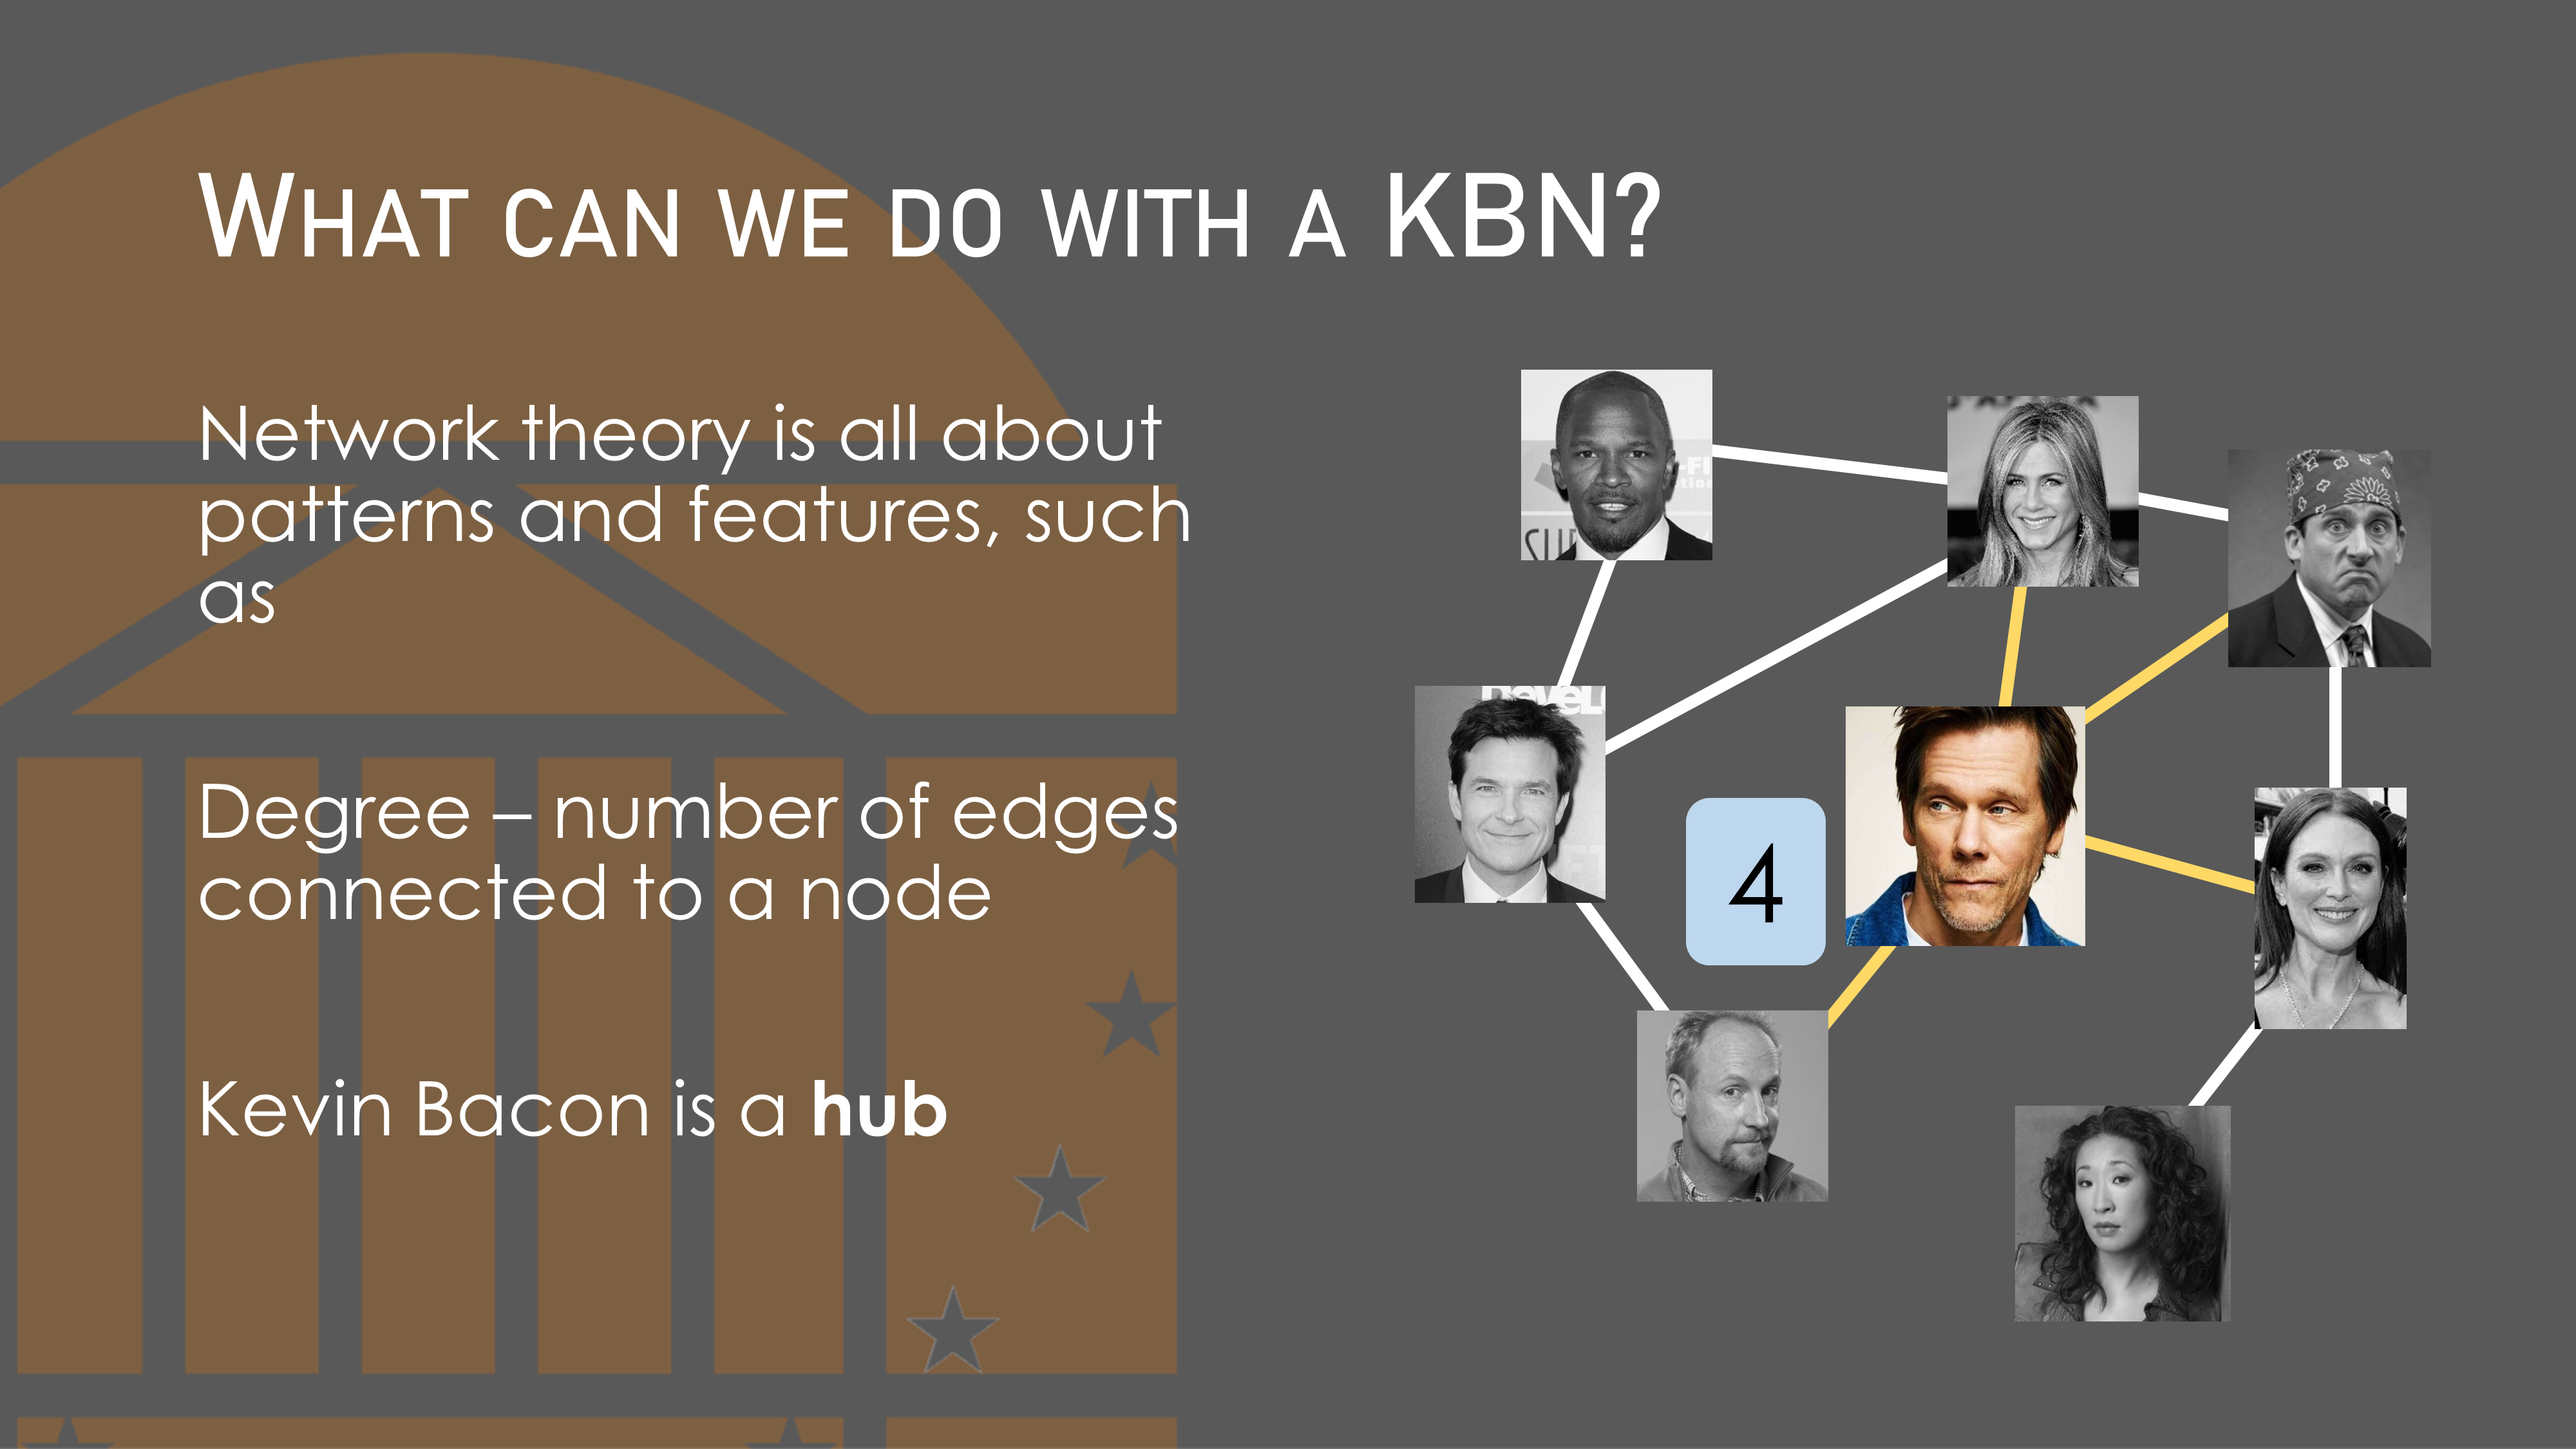 WHAT CAN WE DO WITH A KBN?
Network theory is all about
patterns and features, such
as
Degree – number of edges
connected to a node
Kevin Bacon is a hub
4